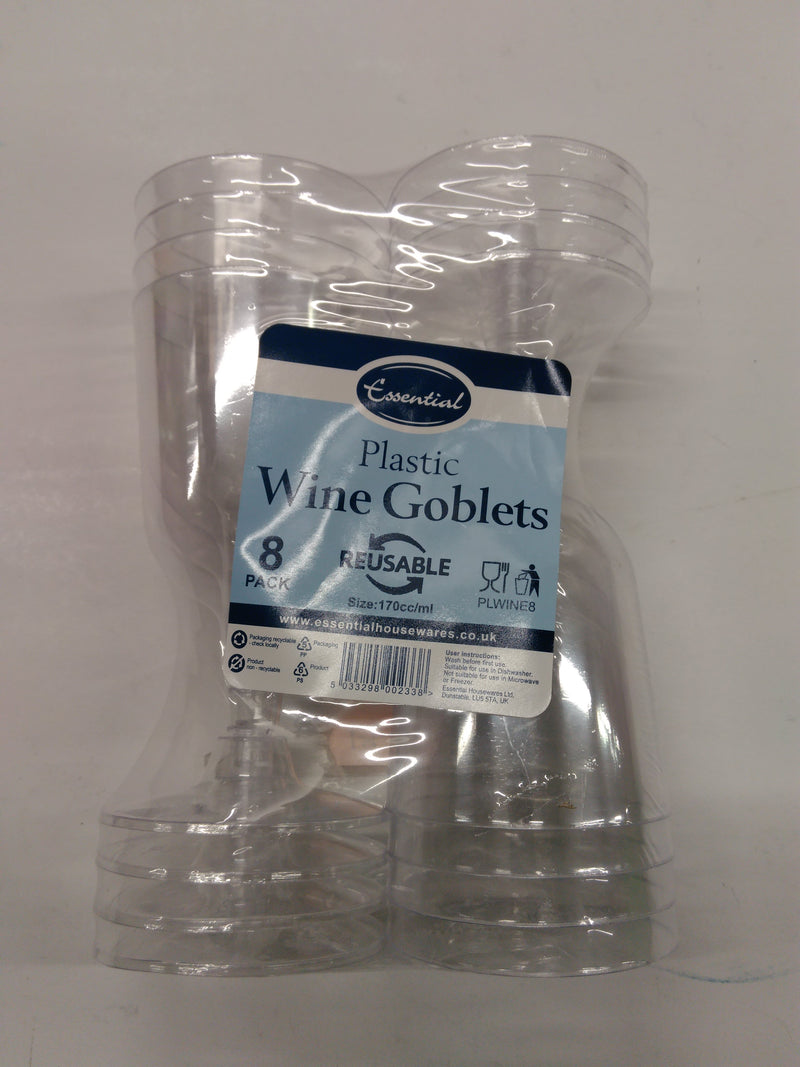 Essential
Plastic
Wine Goblets
8
PACK
REUSABLE
Size:170cc/ml
PLWINE8
www.essentialhousewares.co.uk
Packaging recyclable
- check locally
Product
non - recyclable
5
PP
Packaging
6
PS
Product
5 033298 002338 >
User instructions:
Wash before first use.
Suitable for use in Dishwasher.
Not suitable for use in Microwave
or Freezer.
Essential Housewares Ltd,
Dunstable, LU5 5TA, UK